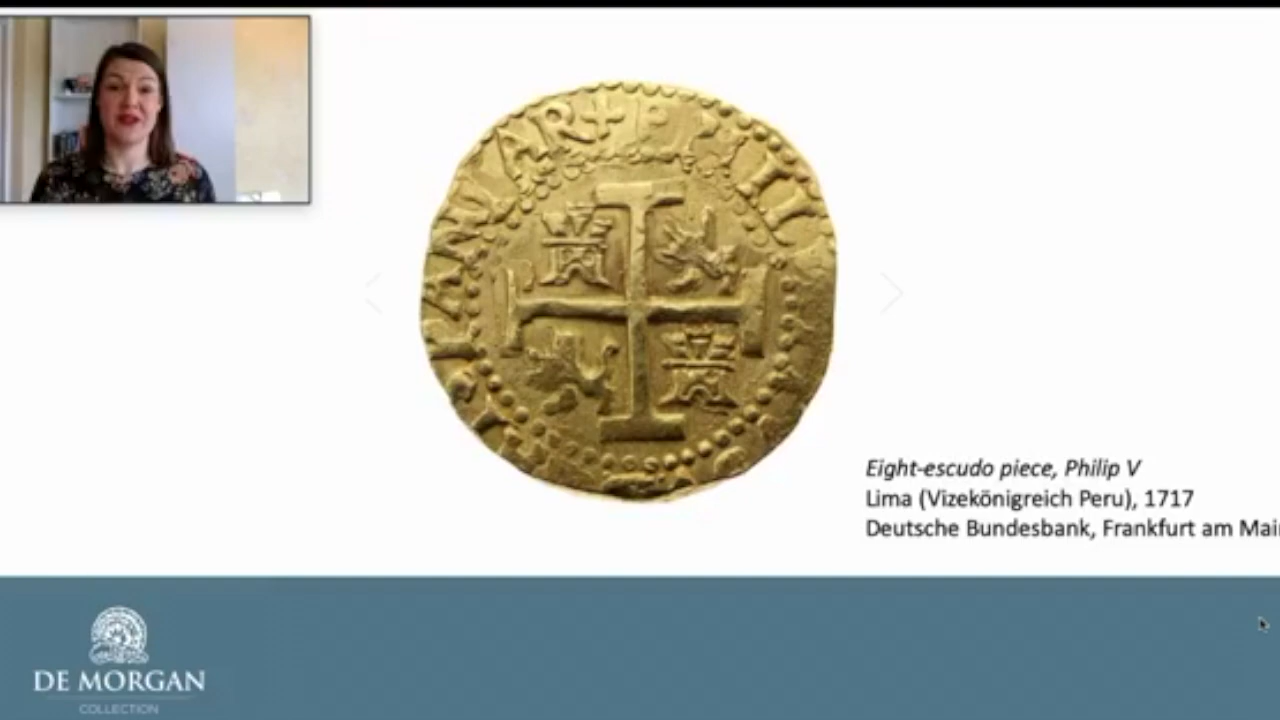 Eight-escudo piece, Philip V
Lima (Vizekönigreich Peru), 1717
Deutsche Bundesbank, Frankfurt am Mai
DE MORGAN
COLLECTION